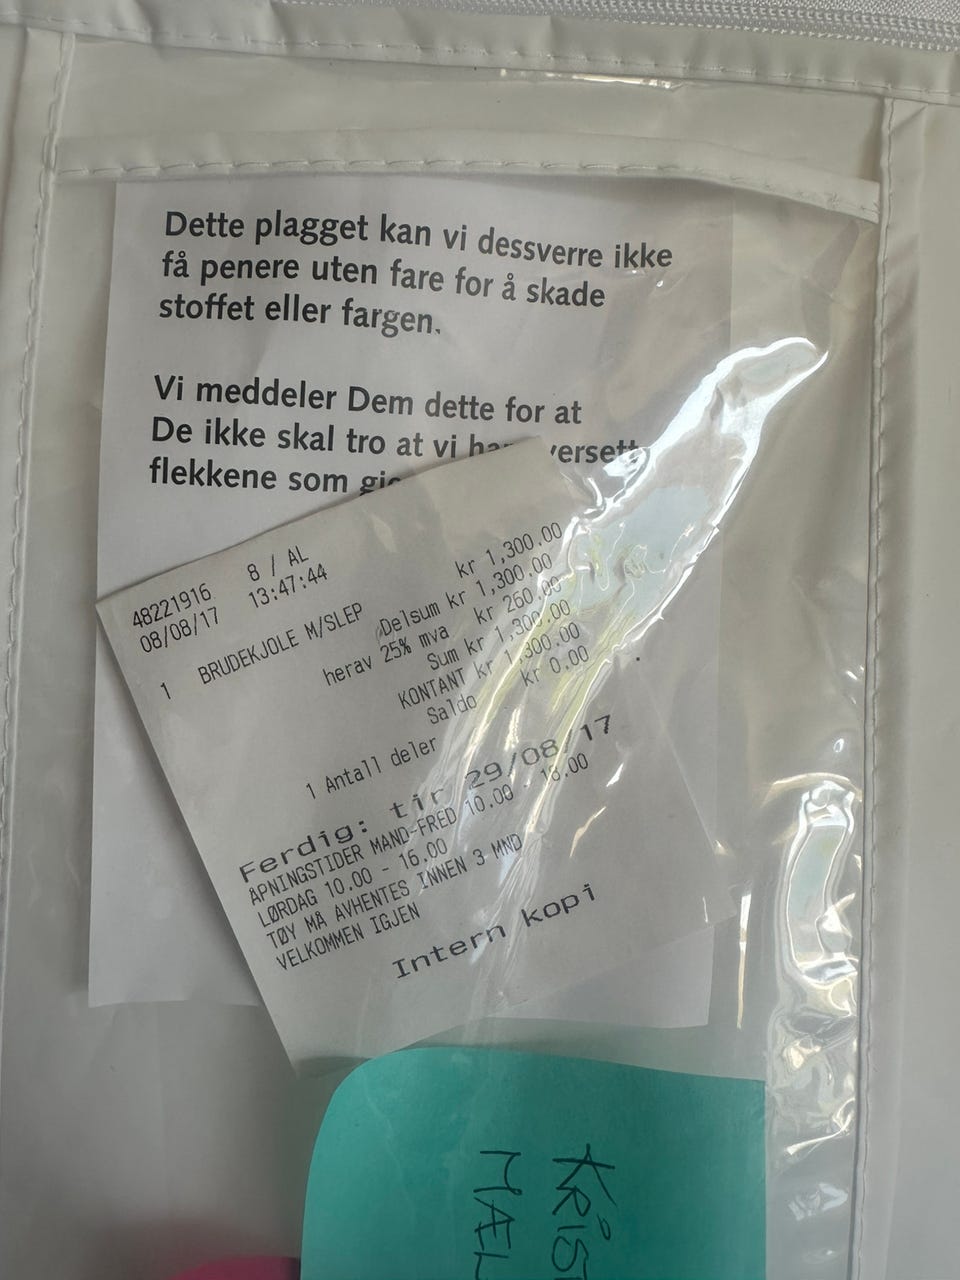 Dette plagget kan vi dessverre ikke
få penere uten fare for å skade
stoffet eller fargen.
Vi meddeler Dem dette for at
De ikke skal tro at vi
flekkene som
48221916 8 / AL
08/08/17 13:47:44
kr 1,300.00
1 BRUDEKJOLE M/SLEP
Delsum kr 1,300.00
herav 25% mva kr 260.00
Sum kr 1,300.00
KONTANT kr 1,300.00
Saldo kr 0.00
1 Antall deler
Ferdig: tir 29/08/17
APNINGSTIDER MAND-FRED 10.00 - 18.00
LØRDAG 10.00 - 16.00
TØY MÅ AVHENTES INNEN 3 MND
VELKOMMEN IGJEN
Intern kopi